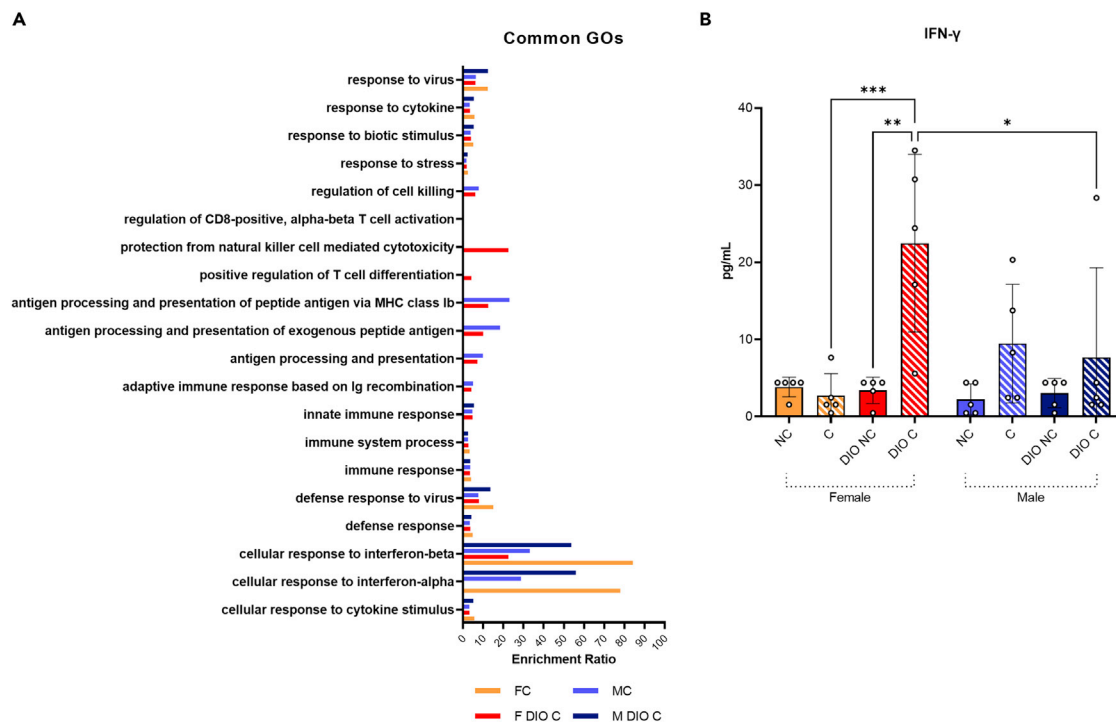 A
Common GOs
response to virus
response to cytokine
response to biotic stimulus
response to stress
regulation of cell killing
regulation of CD8-positive, alpha-beta T cell activation
protection from natural killer cell mediated cytotoxicity
positive regulation of T cell differentiation
antigen processing and presentation of peptide antigen via MHC class Ib
antigen processing and presentation of exogenous peptide antigen
antigen processing and presentation
adaptive immune response based on Ig recombination
innate immune response
immune system process
immune response
defense response to virus
defense response
cellular response to interferon-beta
cellular response to interferon-alpha
cellular response to cytokine stimulus
0 10 20 30 40 50 60 70 80 90 100
Enrichment Ratio
FC MC
F DIO C M DIO C
B
IFN-γ
***
** *
40
30
20
10
0
pg/mL
NC C DIO NC DIO C NC C DIO NC DIO C
Female Male